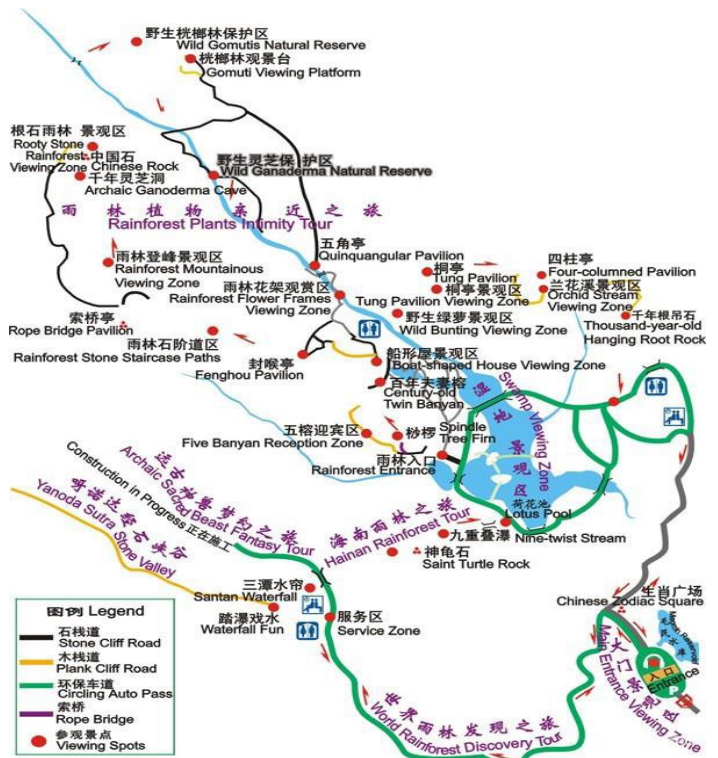 野生桄榔林保护区
Wild Gomutis Natural Reserve
桄榔林观景台
Gomuti Viewing Platform
根石雨林 景观区
Rooty Stone
Rainforest
Viewing Zone
中国石
Chinese Rock
千年灵芝洞
Archaic Ganoderma Cave
野生灵芝保护区
Wild Ganaderma Natural Reserve
雨林植物亲近之旅
Rainforest Plants Intimity Tour
五角亭
Quinquangular Pavilion
雨林登峰景观区
Rainforest Mountainous
Viewing Zone
雨林花架观赏区
Rainforest Flower Frames
Viewing Zone
桐亭
Tung Pavilion
桐亭景观区
Tung Pavilion Viewing Zone
四柱亭
Four-columned Pavilion
兰花溪景观区
Orchid Stream
Viewing Zone
野生绿萝景观区
Wild Bunting Viewing Zone
千年根吊石
Thousand-year-old
Hanging Root Rock
索桥亭
Rope Bridge Pavilion
雨林石阶道区
Rainforest Stone Staircase Paths
封喉亭
Fenghou Pavilion
船形屋景观区
Boat-shaped House Viewing Zone
百年夫妻榕
Century-old
Twin Banyan
湿地景观区
Swamp Viewing Zone
五榕迎宾区
Five Banyan Reception Zone
桫椤
Spindle
Tree Firn
雨林入口
Rainforest Entrance
荷花池
Lotus Pool
九重叠瀑
Nine-twist Stream
神龟石
Saint Turtle Rock
海南雨林之旅
Hainan Rainforest Tour
远古神兽梦幻之旅
Archaic Sacred Beast Fantasy Tour
Construction in Progress 正在施工
呀诺达经石峡谷
Yanoda Sutra Stone Valley
三潭水帘
Santan Waterfall
踏瀑戏水
Waterfall Fun
服务区
Service Zone
生肖广场
Chinese Zodiac Square
大门景观区
Main Entrance Viewing Zone
入口
Entrance
世界雨林发现之旅
World Rainforest Discovery Tour
图例 Legend
石栈道
Stone Cliff Road
木栈道
Plank Cliff Road
环保车道
Circling Auto Pass
索桥
Rope Bridge
参观景点
Viewing Spots